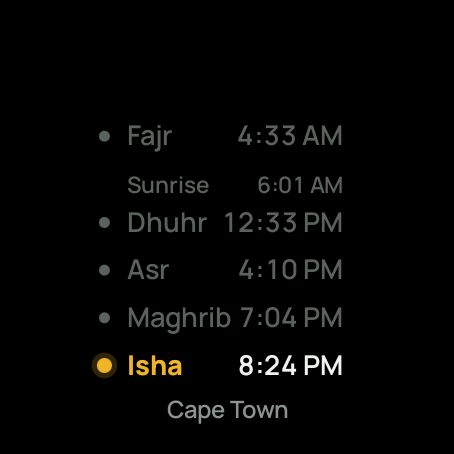 Fajr 4:33 AM
Sunrise 6:01 AM
Dhuhr 12:33 PM
Asr 4:10 PM
Maghrib 7:04 PM
Isha 8:24 PM
Cape Town